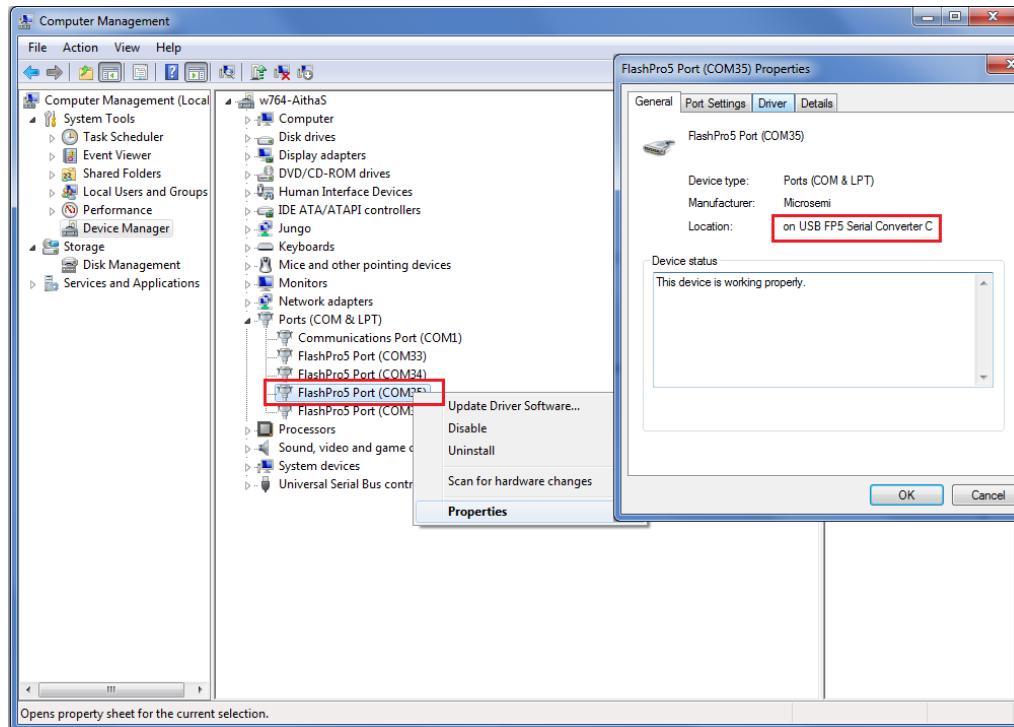 Computer Management
File Action View Help
Computer Management (Local
System Tools
Task Scheduler
Event Viewer
Shared Folders
Local Users and Groups
Performance
Device Manager
Storage
Disk Management
Services and Applications
w764-AithaS
Computer
Disk drives
Display adapters
DVD/CD-ROM drives
Human Interface Devices
IDE ATA/ATAPI controllers
Jungo
Keyboards
Mice and other pointing devices
Monitors
Network adapters
Ports (COM & LPT)
Communications Port (COM1)
FlashPro5 Port (COM33)
FlashPro5 Port (COM34)
FlashPro5 Port (COM35)
FlashPro5 Port (COM3
Processors
Sound, video and game c
System devices
Universal Serial Bus contr
Update Driver Software...
Disable
Uninstall
Scan for hardware changes
Properties
FlashPro5 Port (COM35) Properties
General Port Settings Driver Details
FlashPro5 Port (COM35)
Device type: Ports (COM & LPT)
Manufacturer: Microsemi
Location: on USB FP5 Serial Converter C
Device status
This device is working properly.
OK Cancel
Opens property sheet for the current selection.